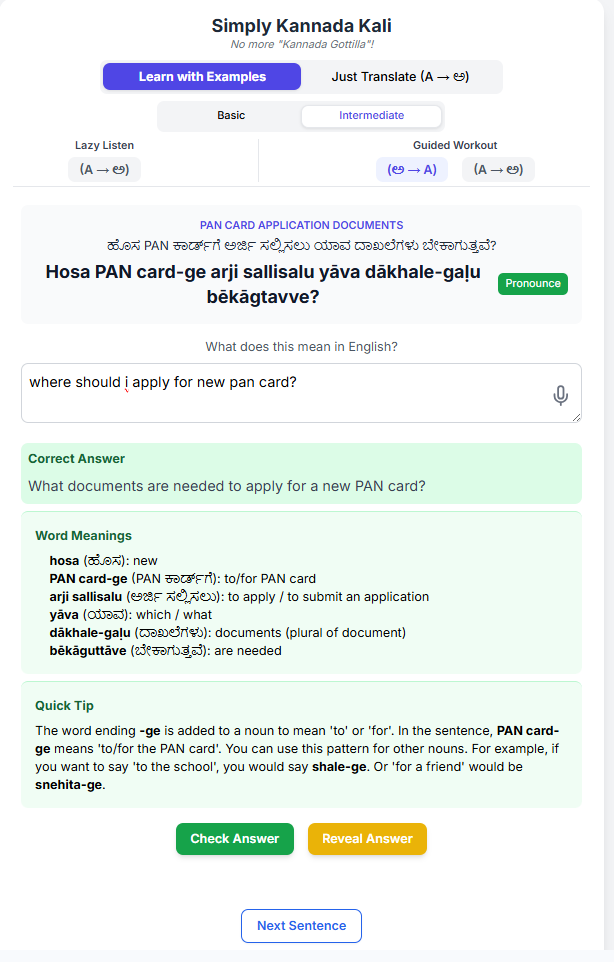 Simply Kannada Kali
No more "Kannada Gottilla"!
Learn with Examples
Just Translate (A → ಅ)
Basic
Intermediate
Lazy Listen
Guided Workout
(A → ಅ)
(ಅ → A)
(A → ಅ)
PAN CARD APPLICATION DOCUMENTS
ಹೊಸ PAN ಕಾರ್ಡ್‌ಗೆ ಅರ್ಜಿ ಸಲ್ಲಿಸಲು ಯಾವ ದಾಖಲೆಗಳು ಬೇಕಾಗುತ್ತವೆ?
Hosa PAN card-ge arji sallisalu yāva dākhale-gaḷu
bēkāgtavve?
Pronounce
What does this mean in English?
where should i apply for new pan card?
Correct Answer
What documents are needed to apply for a new PAN card?
Word Meanings
hosa (ಹೊಸ): new
PAN card-ge (PAN ಕಾರ್ಡ್‌ಗೆ): to/for PAN card
arji sallisalu (ಅರ್ಜಿ ಸಲ್ಲಿಸಲು): to apply / to submit an application
yāva (ಯಾವ): which / what
dākhale-gaḷu (ದಾಖಲೆಗಳು): documents (plural of document)
bēkāguttāve (ಬೇಕಾಗುತ್ತವೆ): are needed
Quick Tip
The word ending -ge is added to a noun to mean 'to' or 'for'. In the sentence, PAN card-
ge means 'to/for the PAN card'. You can use this pattern for other nouns. For example, if
you want to say 'to the school', you would say shale-ge. Or 'for a friend' would be
snehita-ge.
Check Answer
Reveal Answer
Next Sentence